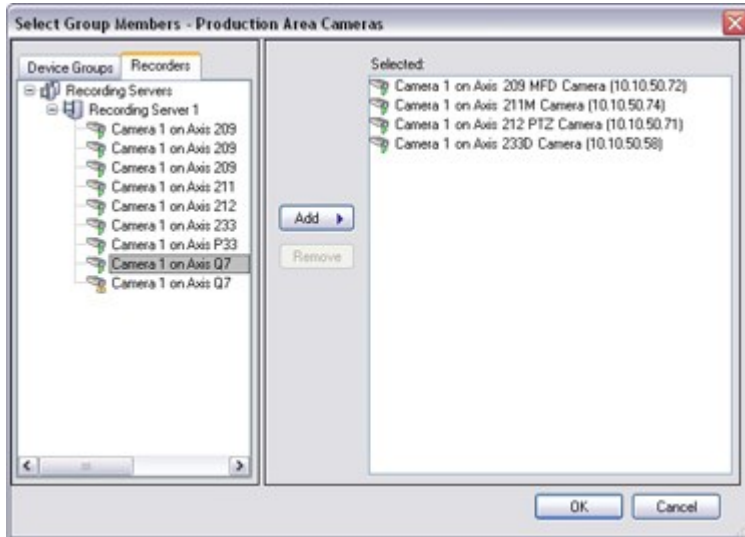 Select Group Members - Production Area Cameras
Device Groups
Recorders
Recording Servers
Recording Server 1
Camera 1 on Axis 209
Camera 1 on Axis 209
Camera 1 on Axis 209
Camera 1 on Axis 211
Camera 1 on Axis 212
Camera 1 on Axis 233
Camera 1 on Axis P33
Camera 1 on Axis Q7
Camera 1 on Axis Q7
Add
Remove
Selected:
Camera 1 on Axis 209 MFD Camera (10.10.50.72)
Camera 1 on Axis 211M Camera (10.10.50.74)
Camera 1 on Axis 212 PTZ Camera (10.10.50.71)
Camera 1 on Axis 233D Camera (10.10.50.58)
OK
Cancel